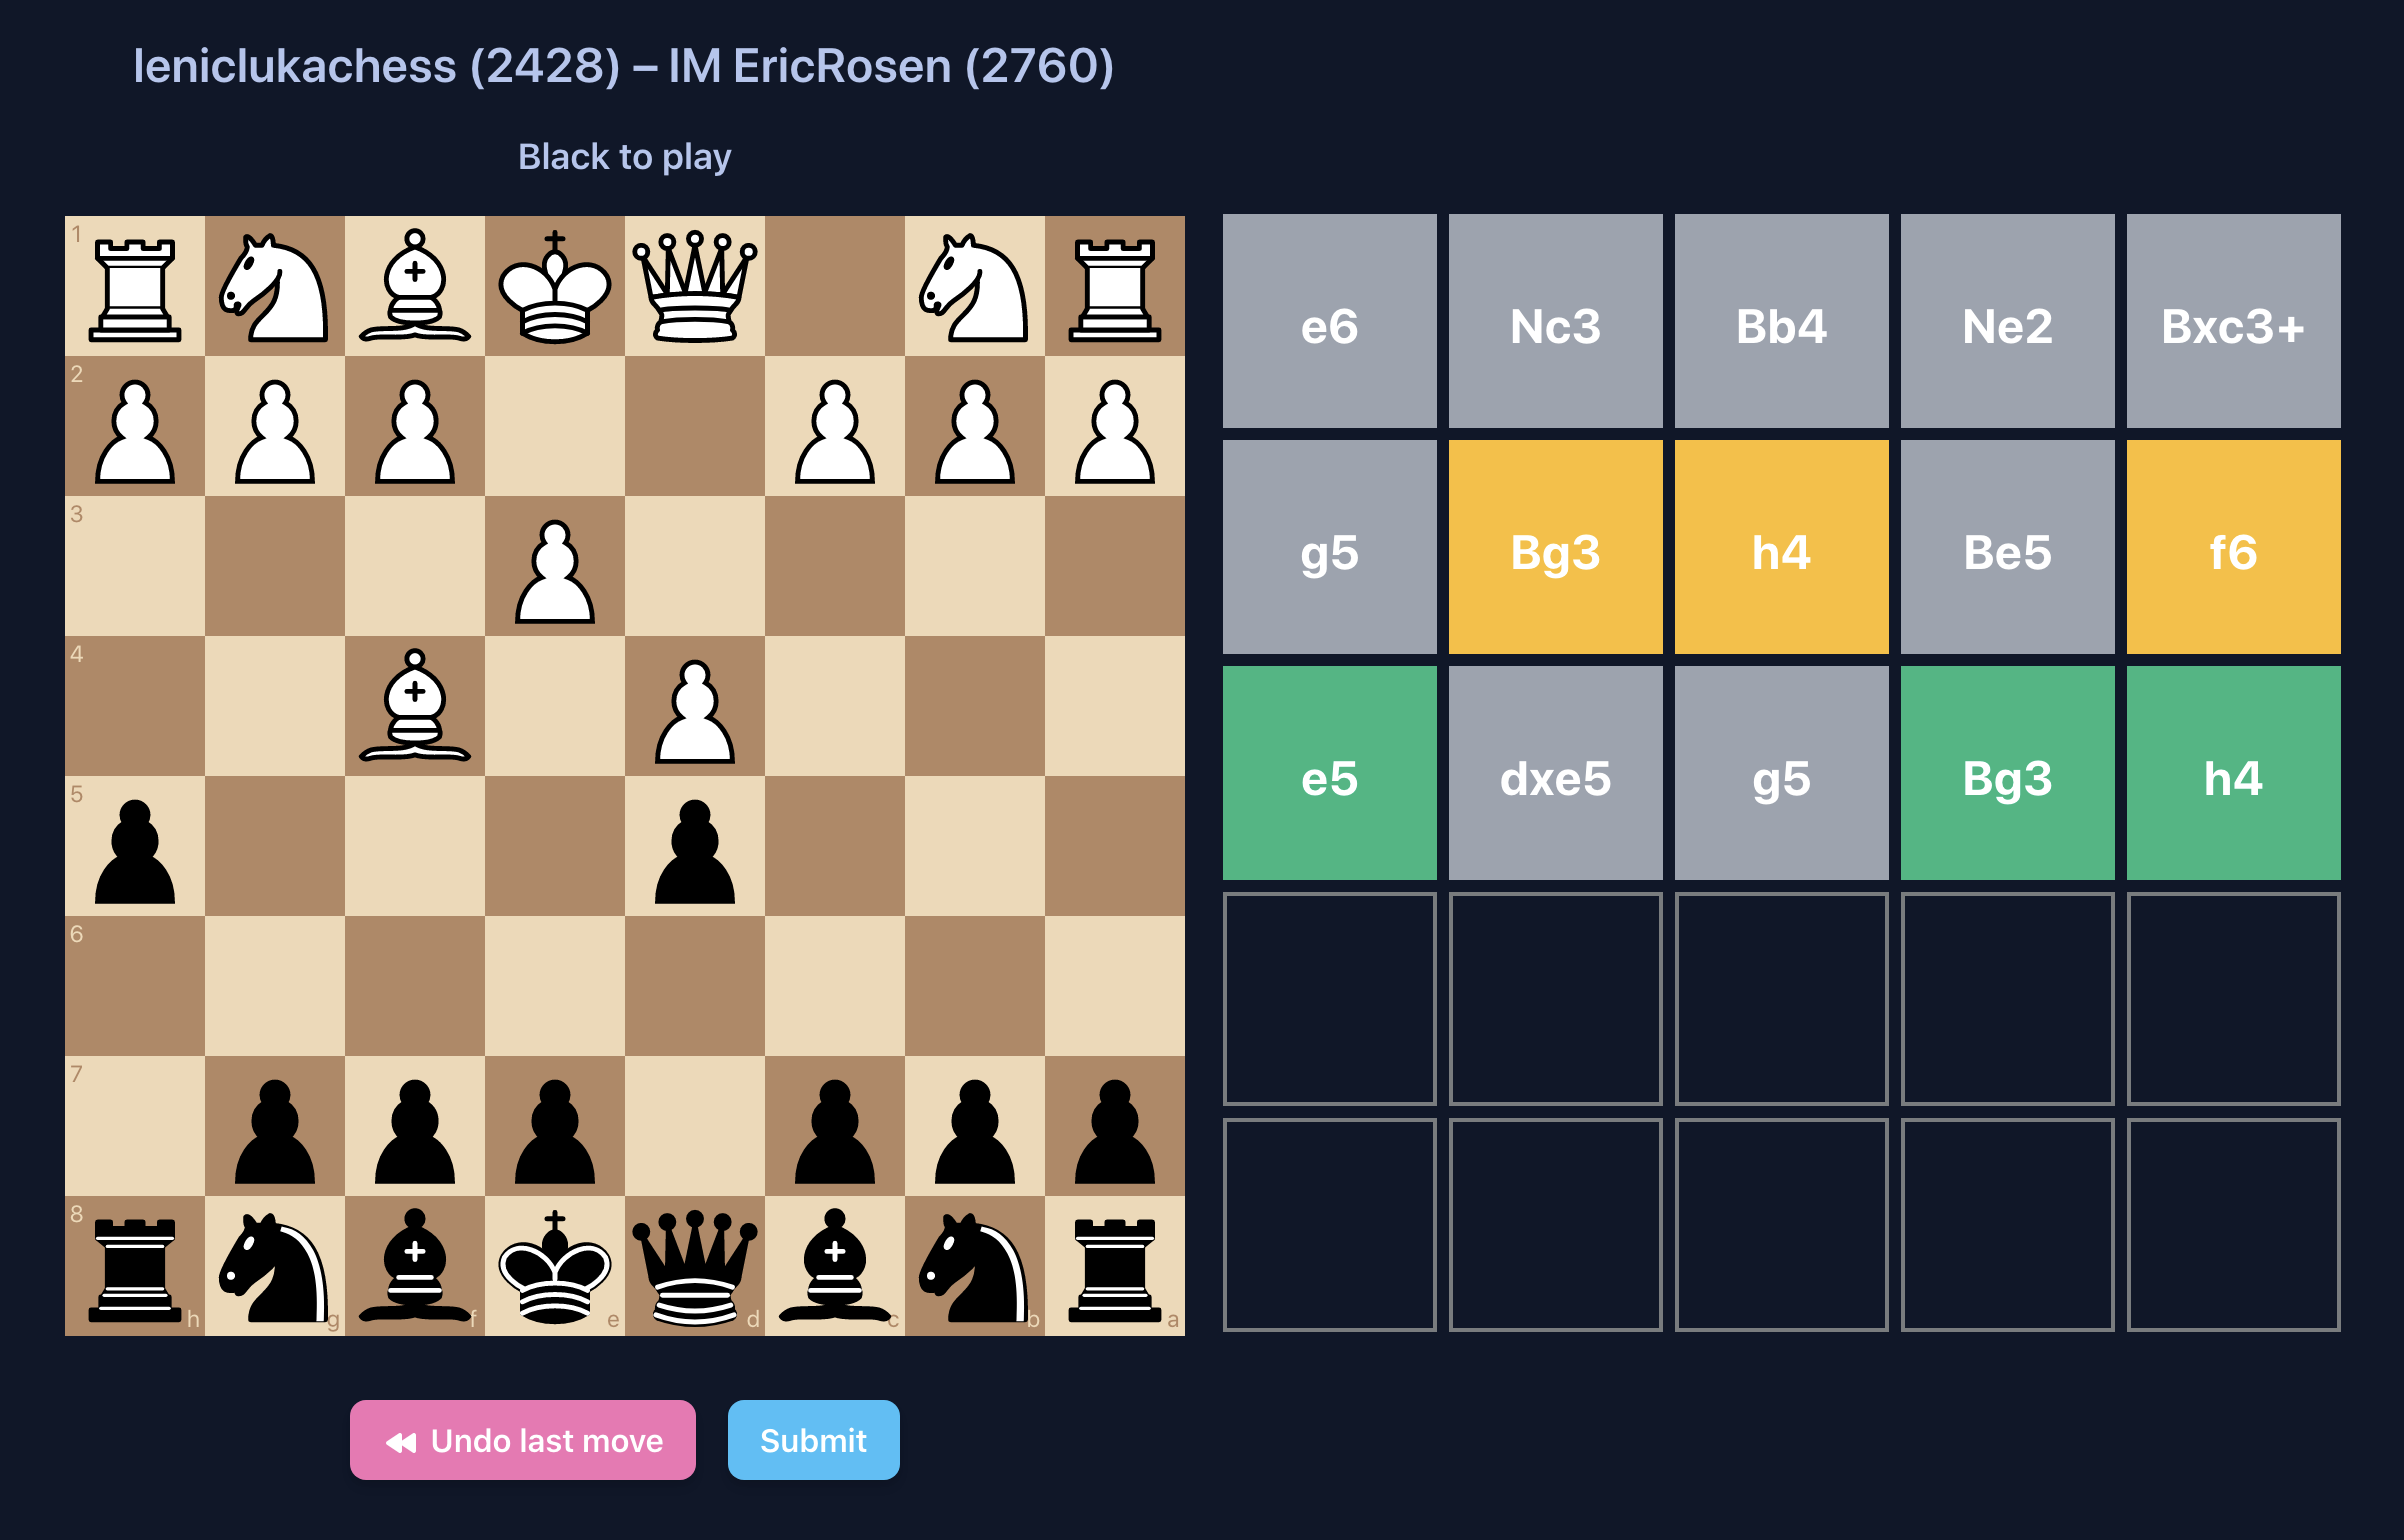 leniclukachess (2428) – IM EricRosen (2760)
Black to play
1
2
3
4
5
6
7
8
h g f e d c b a
e6 Nc3 Bb4 Ne2 Bxc3+
g5 Bg3 h4 Be5 f6
e5 dxe5 g5 Bg3 h4
Undo last move
Submit